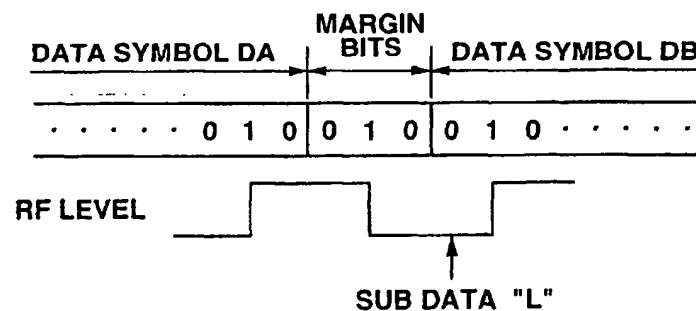 MARGIN
BITS
DATA SYMBOL DA
DATA SYMBOL DB
· · · · · 0 1 0 0 1 0 0 1 0 · · · · ·
RF LEVEL
SUB DATA "L"